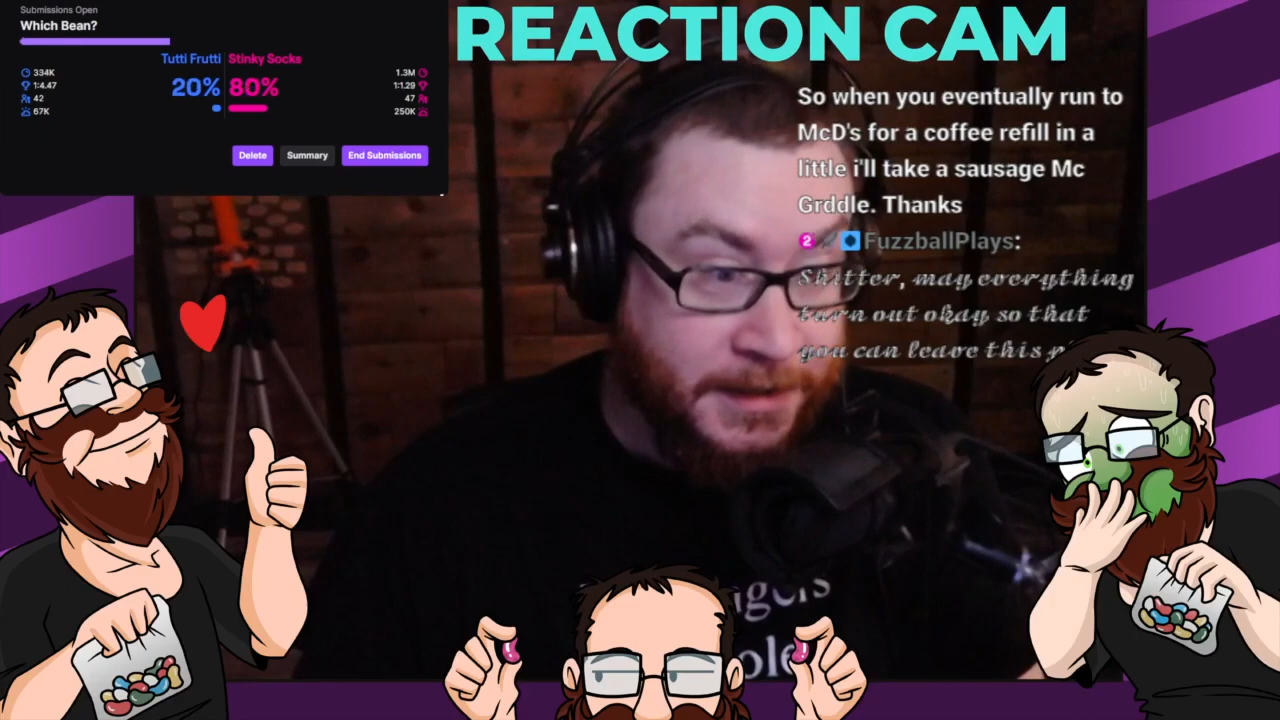 Submissions Open
Which Bean?
Tutti Frutti Stinky Socks
334K 20% 80% 1.3M
1:4.47 1:1.29
42 47
67K 250K
Delete Summary End Submissions
REACTION CAM
So when you eventually run to
McD's for a coffee refill in a
little i'll take a sausage Mc
Grddle. Thanks
2 FuzzballPlays:
Shitter, may everything
turn out okay so that
you can leave this